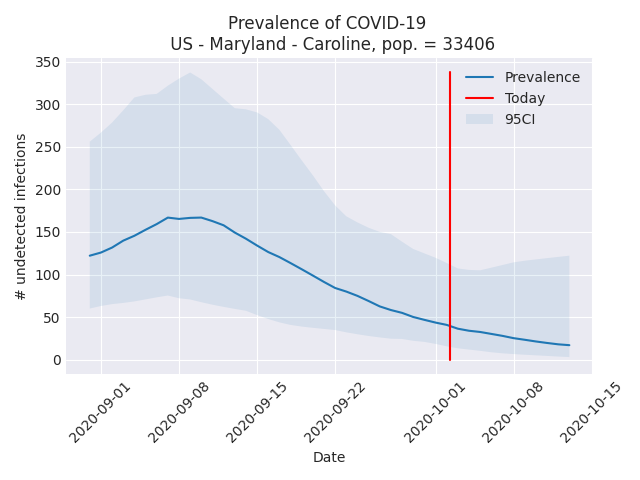 Prevalence of COVID-19
US - Maryland - Caroline, pop. = 33406
# undetected infections
350
300
250
200
150
100
50
0
Prevalence
Today
95CI
2020-09-01
2020-09-08
2020-09-15
2020-09-22
2020-10-01
2020-10-08
2020-10-15
Date